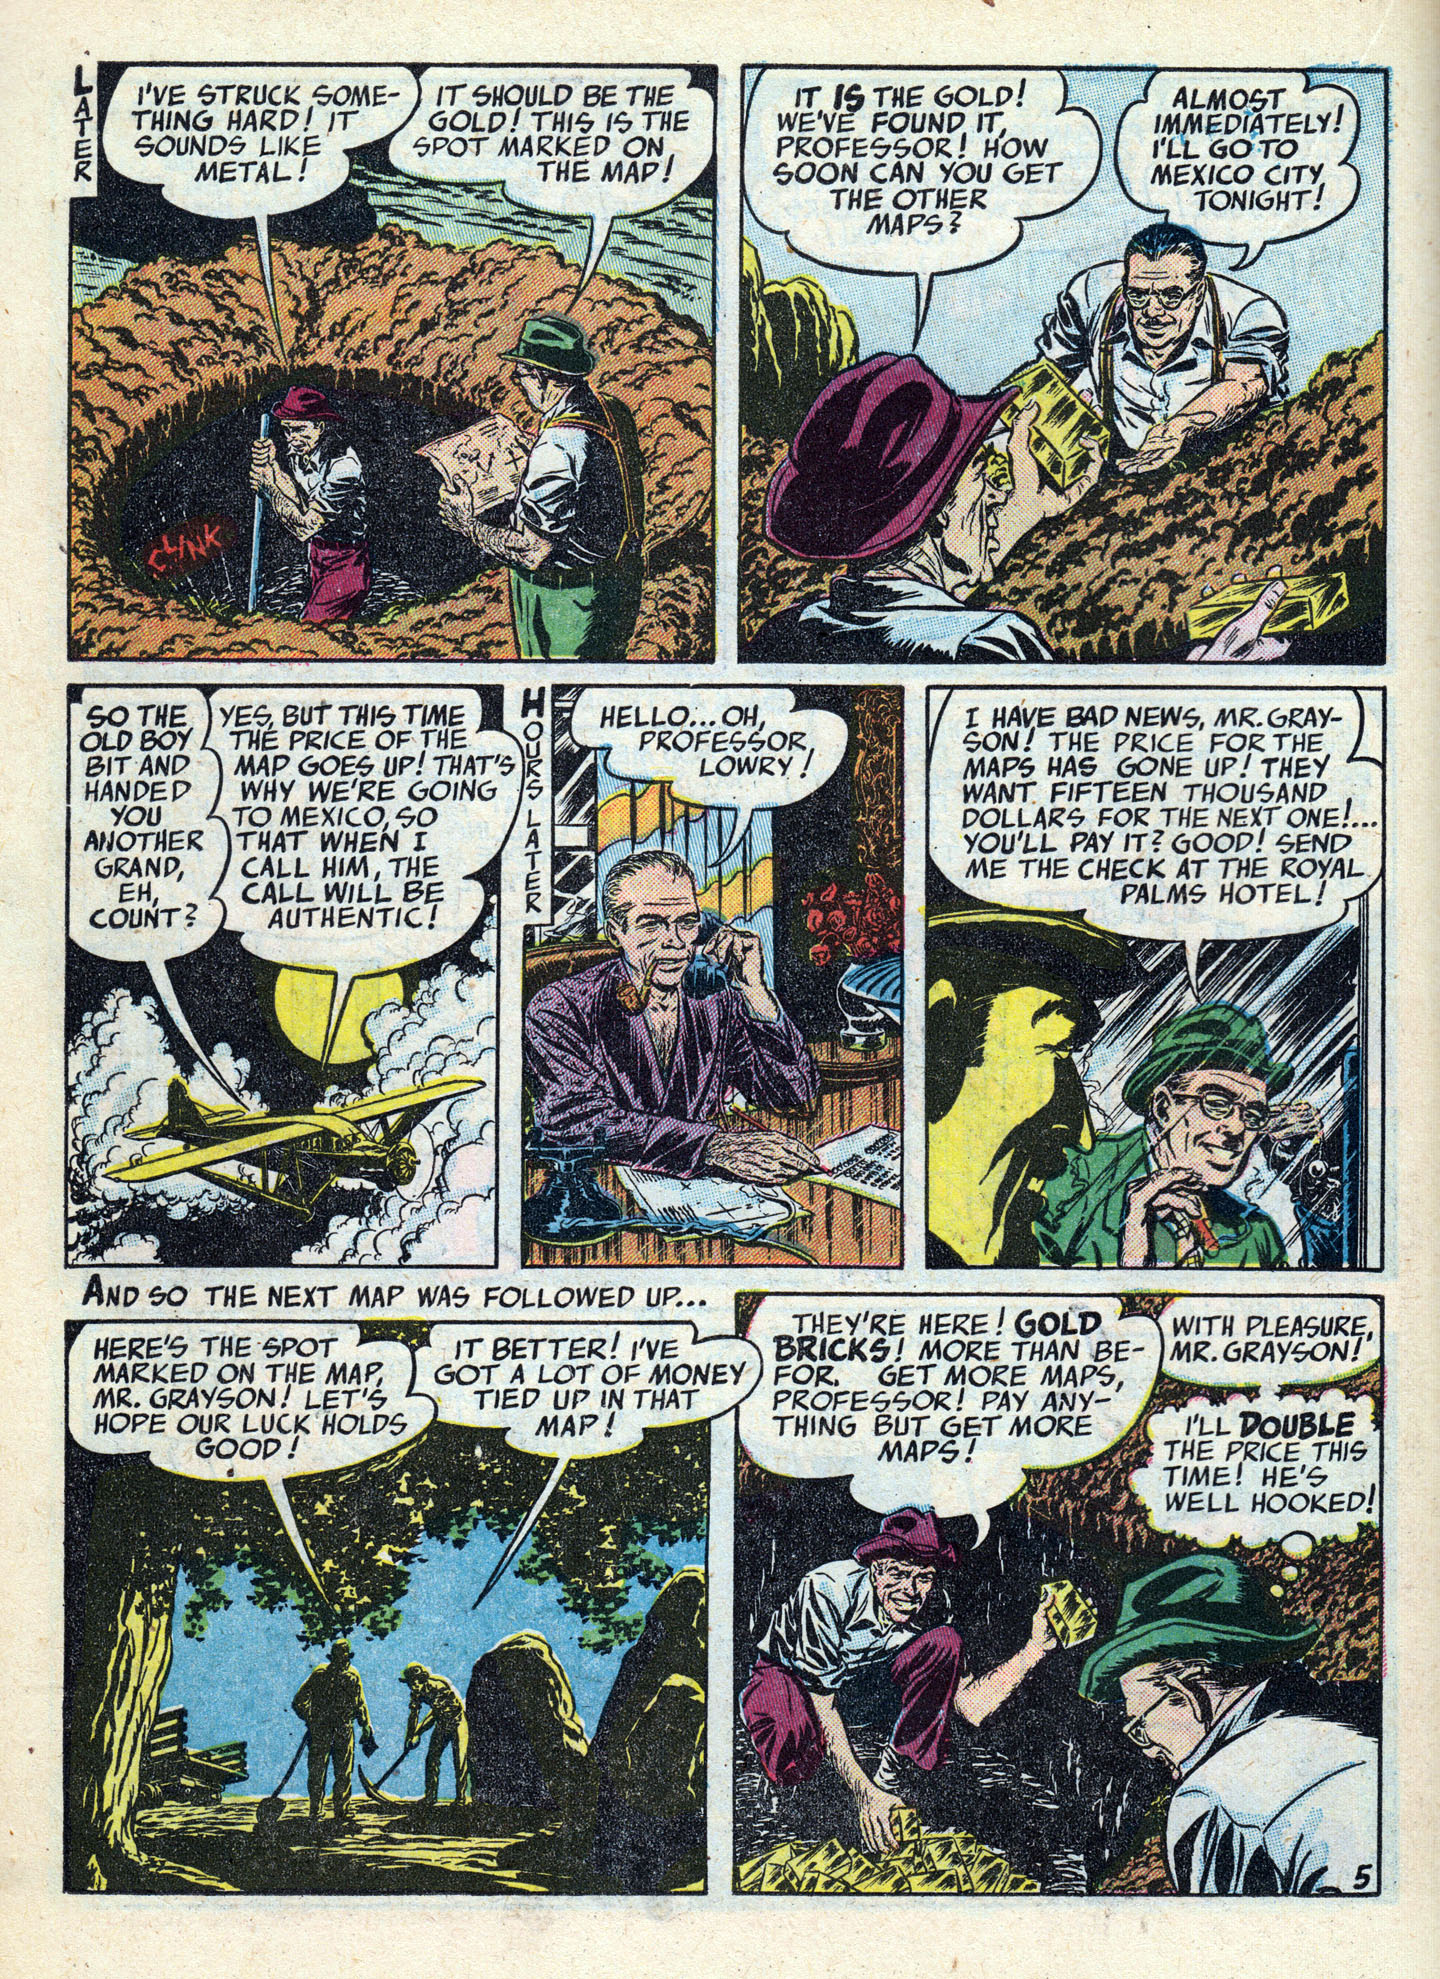 LATER
I'VE STRUCK SOME-
THING HARD! IT
SOUNDS LIKE
METAL!
IT SHOULD BE THE
GOLD! THIS IS THE
SPOT MARKED ON
THE MAP!
CLINK
IT IS THE GOLD!
WE'VE FOUND IT,
PROFESSOR! HOW
SOON CAN YOU GET
THE OTHER
MAPS?
ALMOST
IMMEDIATELY!
I'LL GO TO
MEXICO CITY,
TONIGHT!
SO THE
OLD BOY
BIT AND
HANDED
YOU
ANOTHER
GRAND,
EH,
COUNT?
YES, BUT THIS TIME
THE PRICE OF THE
MAP GOES UP! THAT'S
WHY WE'RE GOING
TO MEXICO, SO
THAT WHEN I
CALL HIM, THE
CALL WILL BE
AUTHENTIC!
HOURS LATER
HELLO...OH,
PROFESSOR
LOWRY!
I HAVE BAD NEWS, MR. GRAY-
SON! THE PRICE FOR THE
MAPS HAS GONE UP! THEY
WANT FIFTEEN THOUSAND
DOLLARS FOR THE NEXT ONE!...
YOU'LL PAY IT? GOOD! SEND
ME THE CHECK AT THE ROYAL
PALMS HOTEL!
AND SO THE NEXT MAP WAS FOLLOWED UP...
HERE'S THE SPOT
MARKED ON THE MAP,
MR. GRAYSON! LET'S
HOPE OUR LUCK HOLDS
GOOD!
IT BETTER! I'VE
GOT A LOT OF MONEY
TIED UP IN THAT
MAP!
THEY'RE HERE! GOLD
BRICKS! MORE THAN BE-
FOR. GET MORE MAPS,
PROFESSOR! PAY ANY-
THING BUT GET MORE
MAPS!
WITH PLEASURE,
MR. GRAYSON!
I'LL DOUBLE
THE PRICE THIS
TIME! HE'S
WELL HOOKED!
5